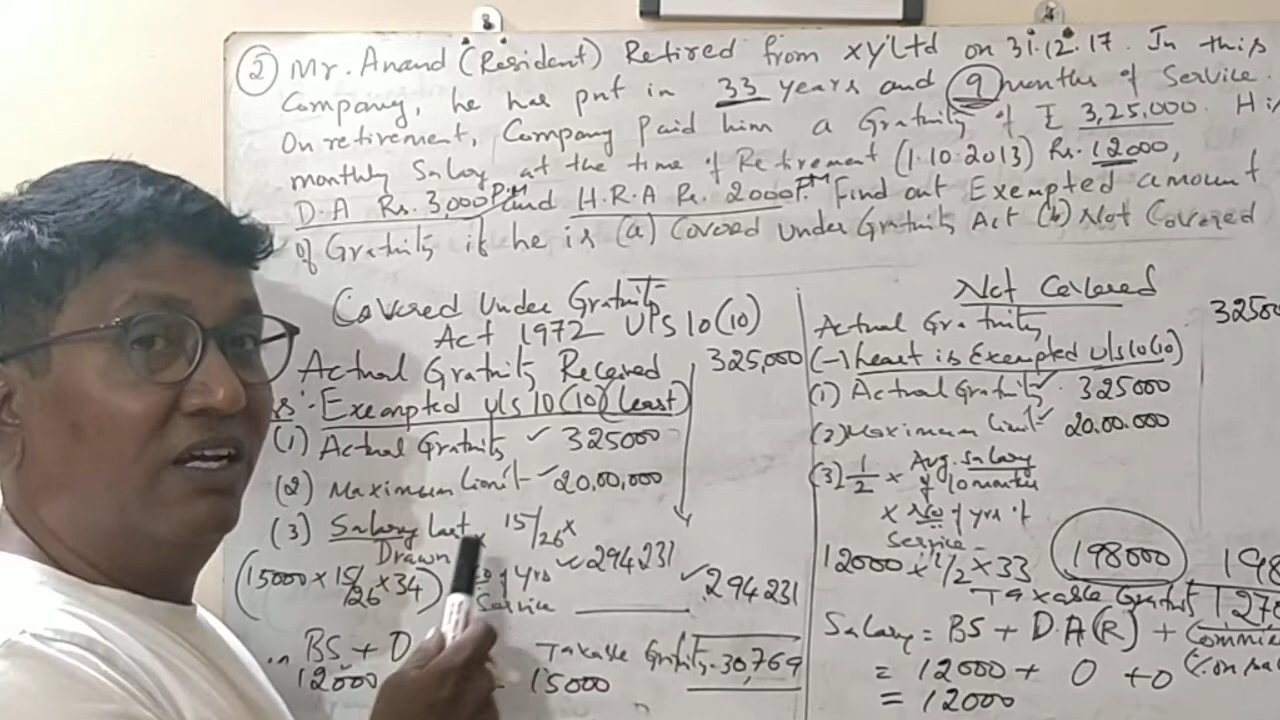 ② Mr. Anand (Resident) Retired from xy Ltd on 31.12.17. In this
Company, he has put in 33 years and 9 months of Service.
On retirement, Company Paid him a Gratuity of ₹ 3,25,000. His
monthly Salary at the time of Retirement (1.10.2013) Rs. 12000,
D.A Rs. 3,000 P.M and H.R.A Rs. 2000 P.M. Find out Exempted amount
of Gratuity if he is (a) Covered under Gratuity Act (b) Not Covered
Covered Under Gratuity
Act 1972 U/s 10(10)
Actual Gratuity Received 325,000
Exempted u/s 10(10) (least)
(1) Actual Gratuity ✓ 325000
(2) Maximum Limit ✓ 20,00,000
(3) Salary last x 15/26 x
Drawn
(15000 x 15/26 x 34) of yrs ✓ 294231
Service ✓ 294231
BS + D
12000 = 15000
Taxable Gratuity 30,769
Not Covered
Actual Gratuity 3250
(-) least is Exempted u/s 10(10)
(1) Actual Gratuity ✓ 325000
(2) Maximum Limit ✓ 20,00,000
(3) 1/2 x Avg. Salary
of 10 months
x No of yrs of
Service
12000 x 1/2 x 33 198000 198
Taxable Gratuity 127
Salary = BS + D.A (R) +
= 12000 + 0 + 0
= 12000